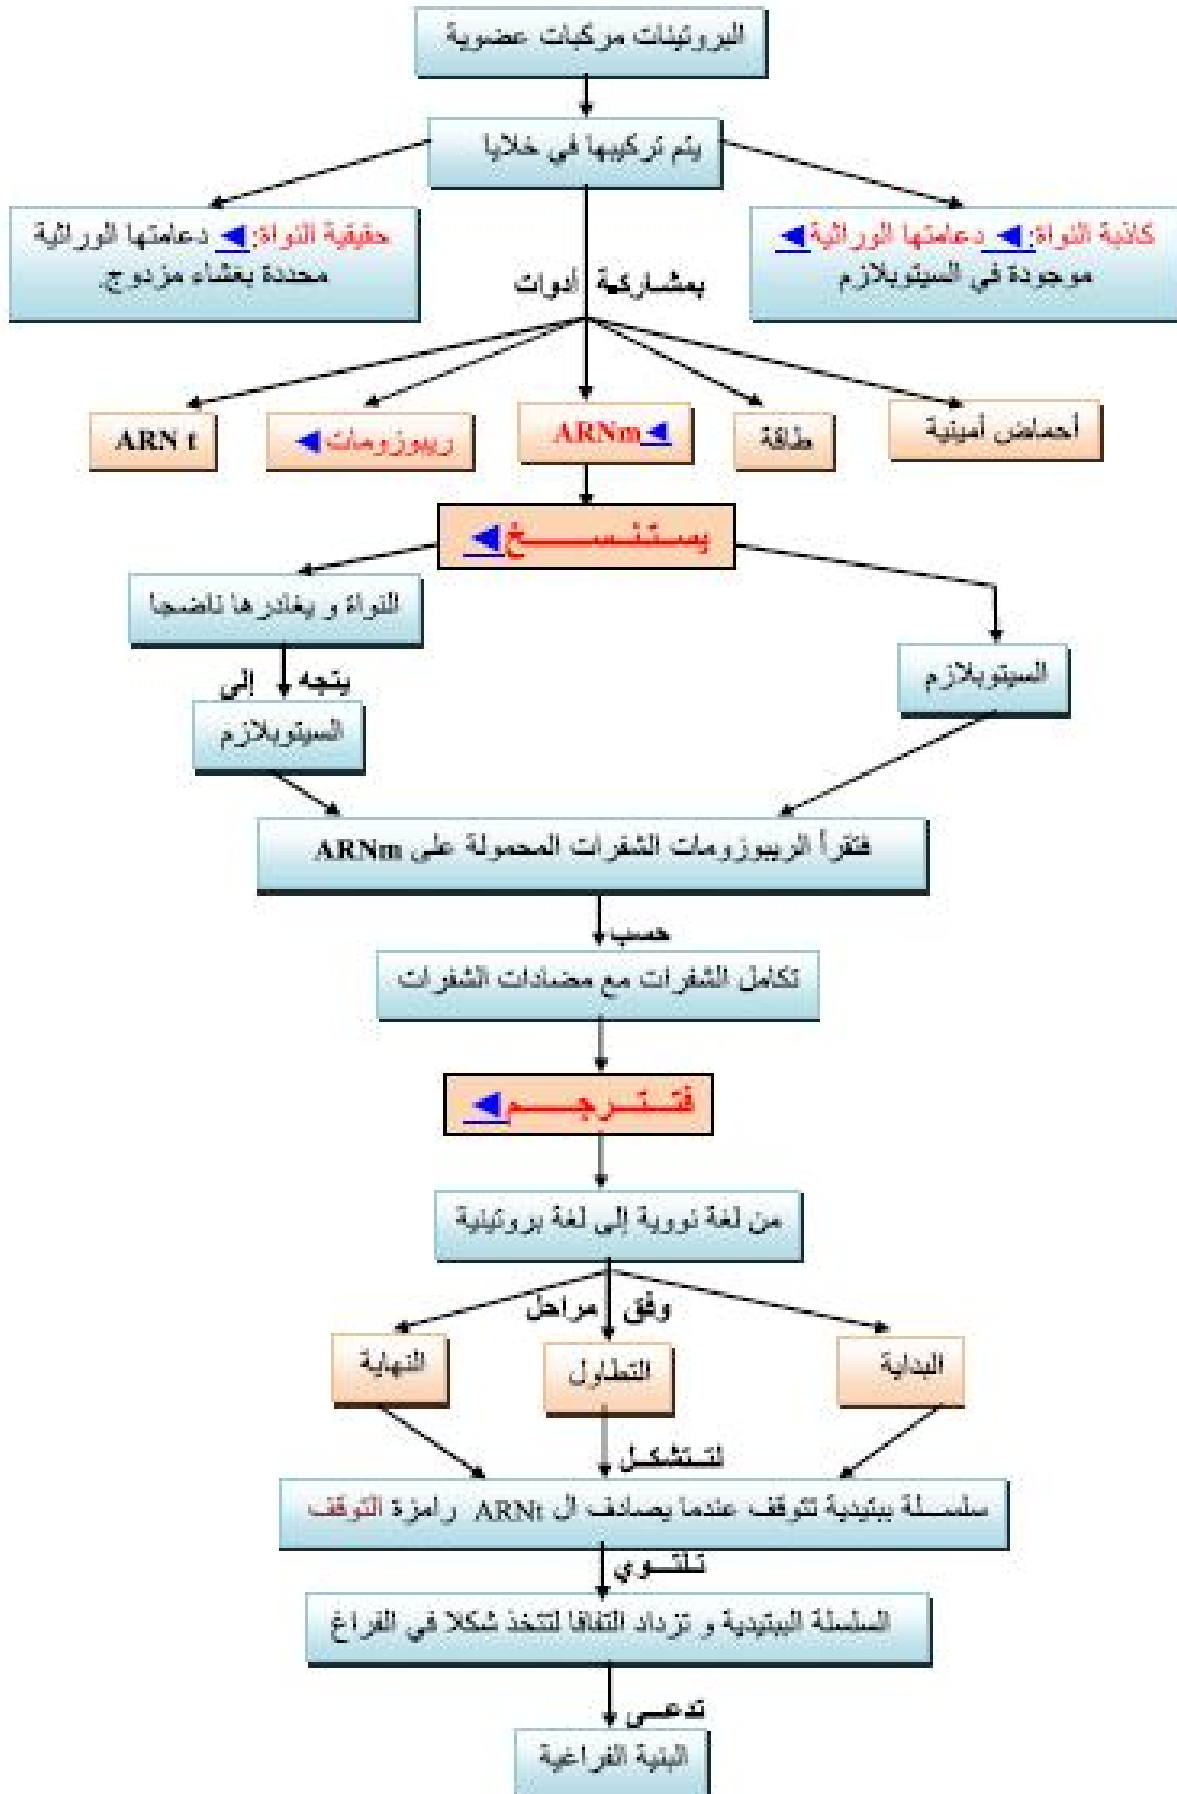 البروتينات مركبات عضوية
يتم تركيبها في خلايا
كاذبة النواة: دعامتها الوراثية
موجودة في السيتوبلازم
حقيقية النواة: دعامتها الوراثية
محددة بغشاء مزدوج.
بمشاركة أدوات
أحماض أمينية
طاقة
ARNm
ريبوزومات
ARN t
يستنسخ
النواة و يغادرها ناضجا
السيتوبلازم
يتجه إلى
السيتوبلازم
فتقرأ الريبوزومات الشفرات المحمولة على ARNm
حسب
تكامل الشفرات مع مضادات الشفرات
فتترجم
من لغة نووية إلى لغة بروتينية
وفق مراحل
البداية
التطاول
النهاية
لتتشكل
سلسلة ببتيدية تتوقف عندما يصادف ال ARNt رامزة التوقف
تلتوي
السلسلة الببتيدية و تزداد التفافا لتتخذ شكلا في الفراغ
تدعى
البنية الفراغية